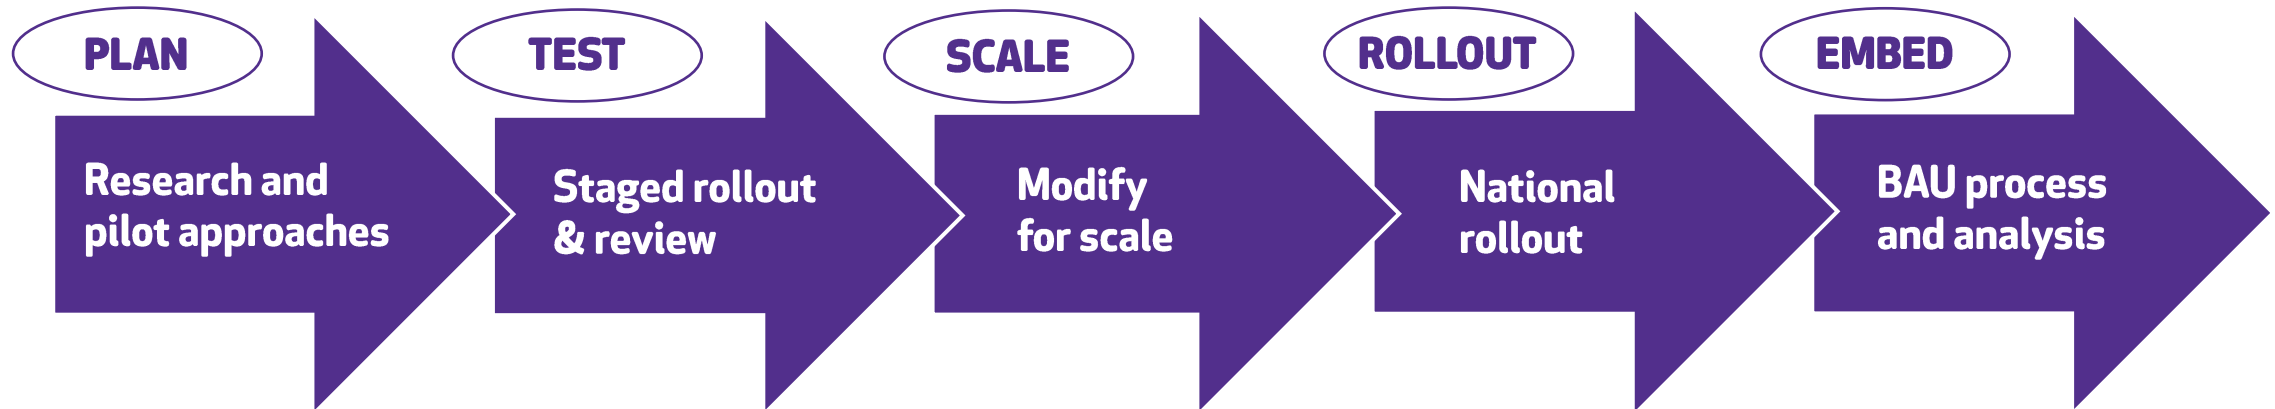 PLAN
Research and
pilot approaches
TEST
Staged rollout
& review
SCALE
Modify
for scale
ROLLOUT
National
rollout
EMBED
BAU process
and analysis